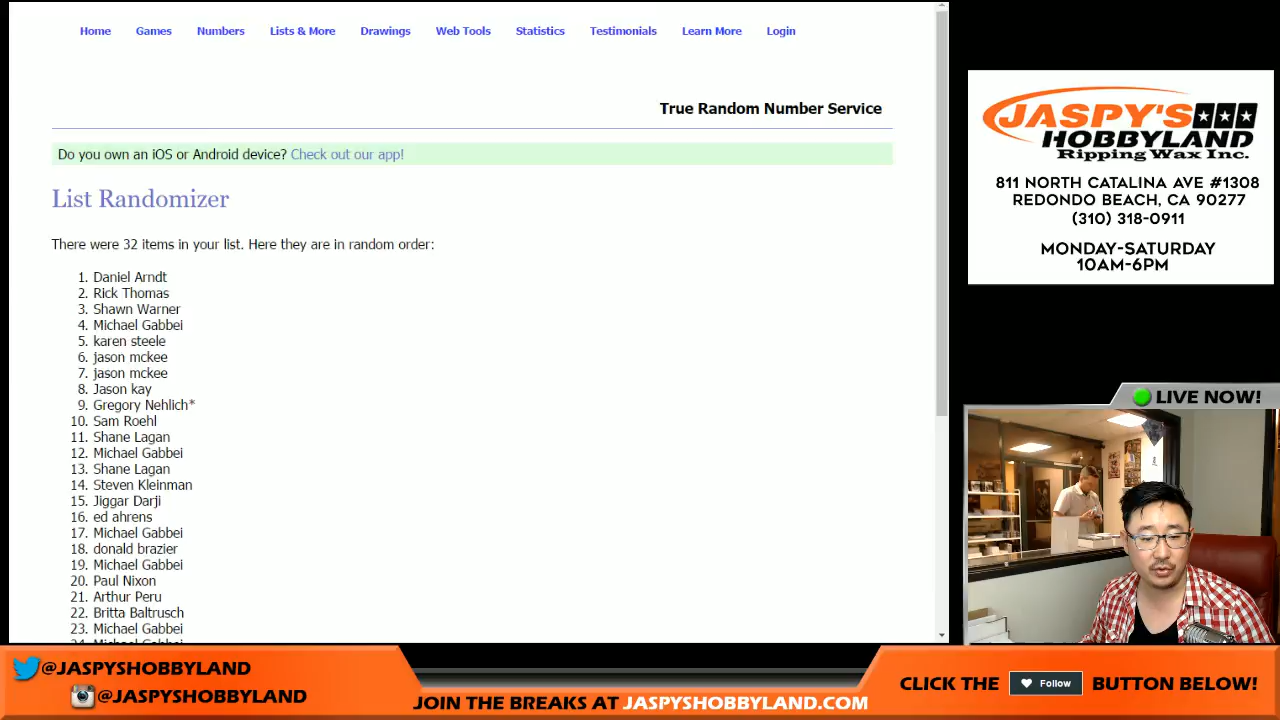 Home Games Numbers Lists & More Drawings Web Tools Statistics Testimonials Learn More Login
True Random Number Service
Do you own an iOS or Android device? Check out our app!
List Randomizer
There were 32 items in your list. Here they are in random order:
1. Daniel Arndt
2. Rick Thomas
3. Shawn Warner
4. Michael Gabbei
5. karen steele
6. jason mckee
7. jason mckee
8. Jason kay
9. Gregory Nehlich*
10. Sam Roehl
11. Shane Lagan
12. Michael Gabbei
13. Shane Lagan
14. Steven Kleinman
15. Jiggar Darji
16. ed ahrens
17. Michael Gabbei
18. donald brazier
19. Michael Gabbei
20. Paul Nixon
21. Arthur Peru
22. Britta Baltrusch
23. Michael Gabbei
24. Michael Gabbei
JASPY'S
HOBBYLAND
Ripping Wax Inc.
811 NORTH CATALINA AVE #1308
REDONDO BEACH, CA 90277
(310) 318-0911
MONDAY-SATURDAY
10AM-6PM
LIVE NOW!
@JASPYSHOBBYLAND
@JASPYSHOBBYLAND
JOIN THE BREAKS AT JASPYSHOBBYLAND.COM
CLICK THE Follow BUTTON BELOW!